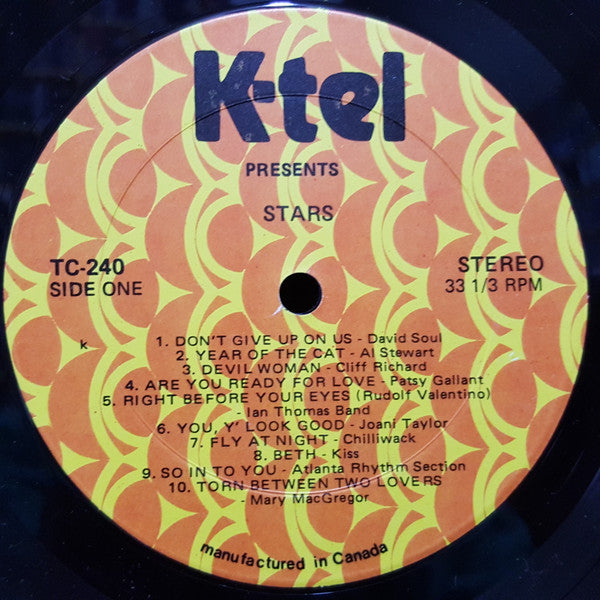 K-tel
PRESENTS
STARS
TC-240
SIDE ONE
STEREO
33 1/3 RPM
k
1. DON'T GIVE UP ON US - David Soul
2. YEAR OF THE CAT - Al Stewart
3. DEVIL WOMAN - Cliff Richard
4. ARE YOU READY FOR LOVE - Patsy Gallant
5. RIGHT BEFORE YOUR EYES (Rudolf Valentino)
- Ian Thomas Band
6. YOU, Y' LOOK GOOD - Joani Taylor
7. FLY AT NIGHT - Chilliwack
8. BETH - Kiss
9. SO IN TO YOU - Atlanta Rhythm Section
10. TORN BETWEEN TWO LOVERS
- Mary MacGregor
manufactured in Canada